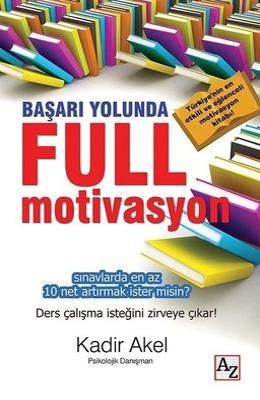 Türkiye'nin en
etkili ve eğlenceli
motivasyon
kitabı!
BAŞARI YOLUNDA
FULL
motivasyon
sınavlarda en az
10 net artırmak ister misin?
Ders çalışma isteğini zirveye çıkar!
Kadir Akel
Psikolojik Danışman
AZ